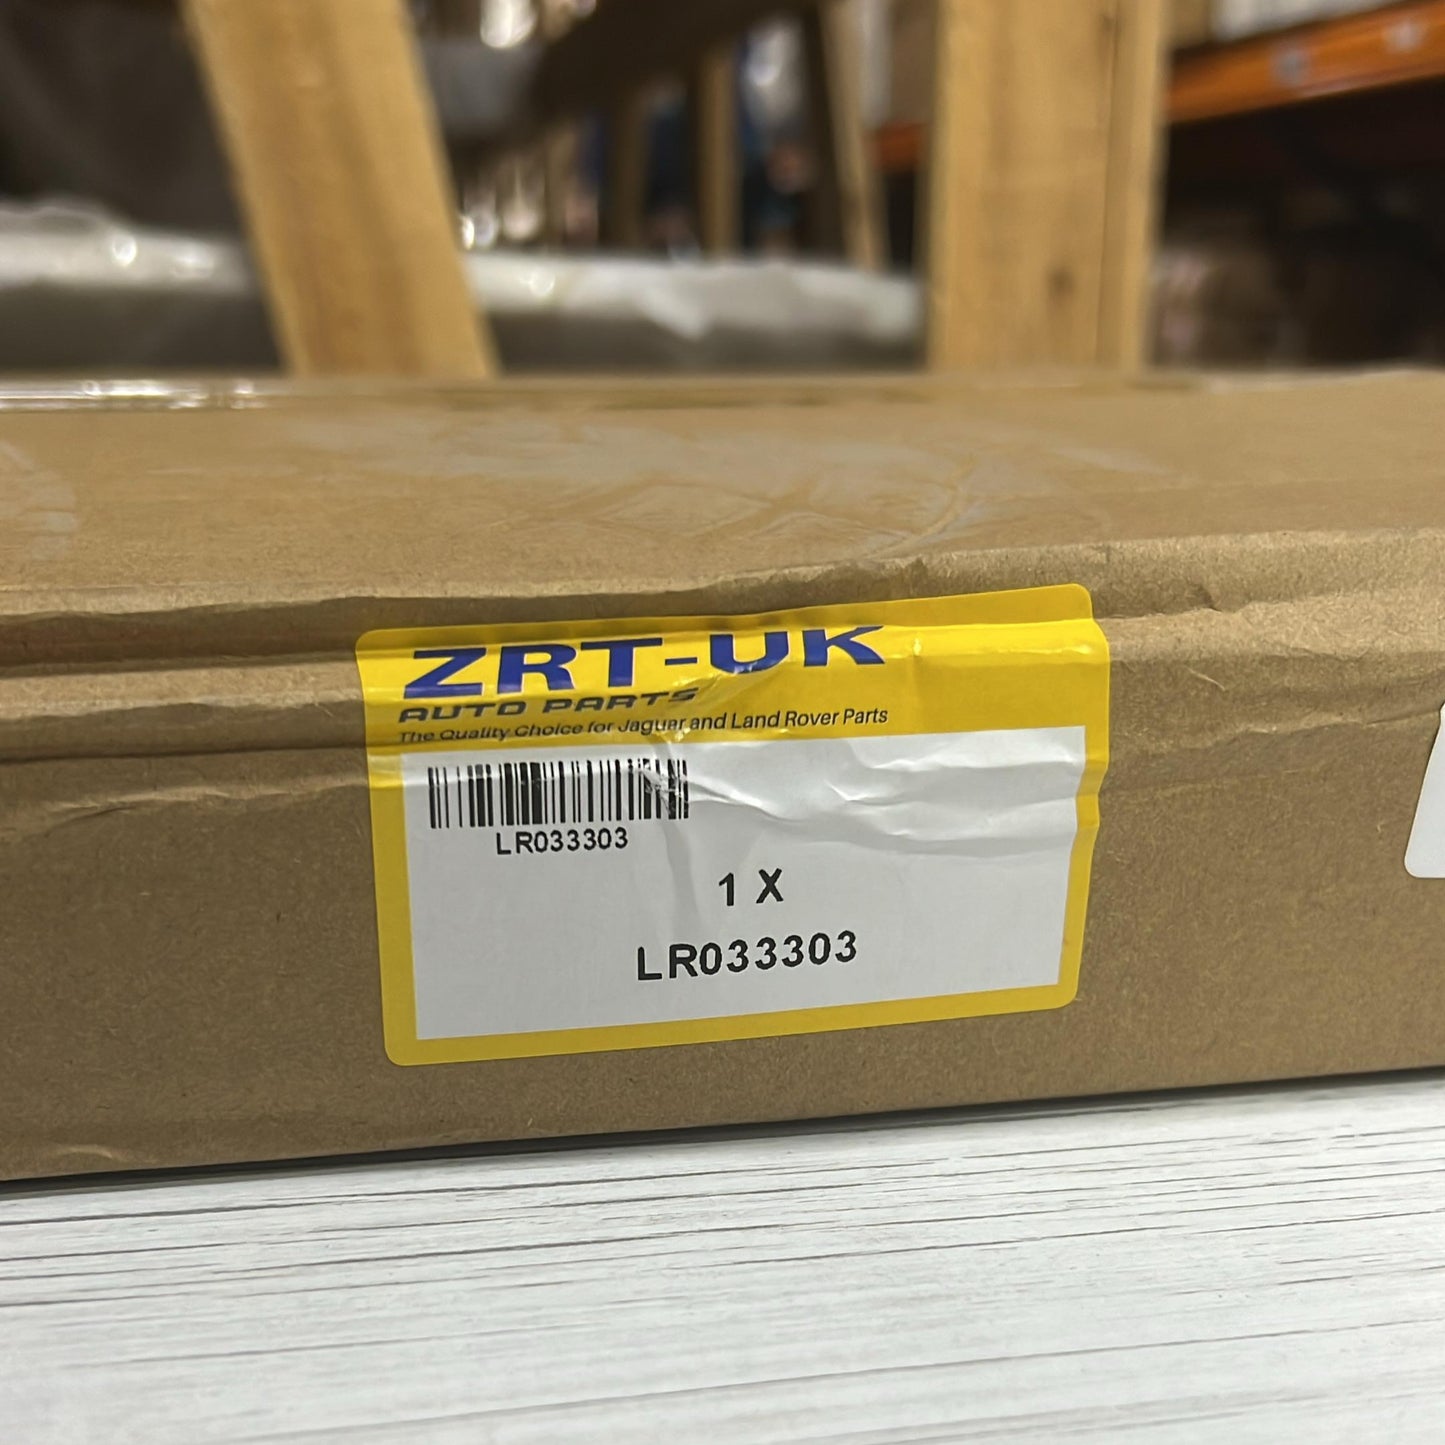 ZRT-UK
AUTO PARTS
The Quality Choice for Jaguar and Land Rover Parts
LR033303
1 X
LR033303